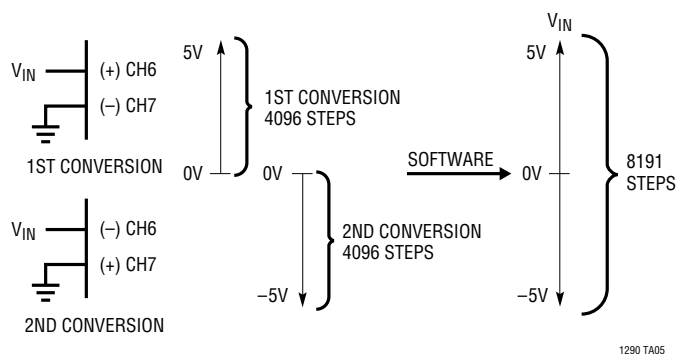 V_IN
(+) CH6
(–) CH7
1ST CONVERSION
5V
0V
1ST CONVERSION
4096 STEPS
V_IN
(–) CH6
(+) CH7
2ND CONVERSION
0V
–5V
2ND CONVERSION
4096 STEPS
SOFTWARE
V_IN
5V
0V
–5V
8191
STEPS
1290 TA05